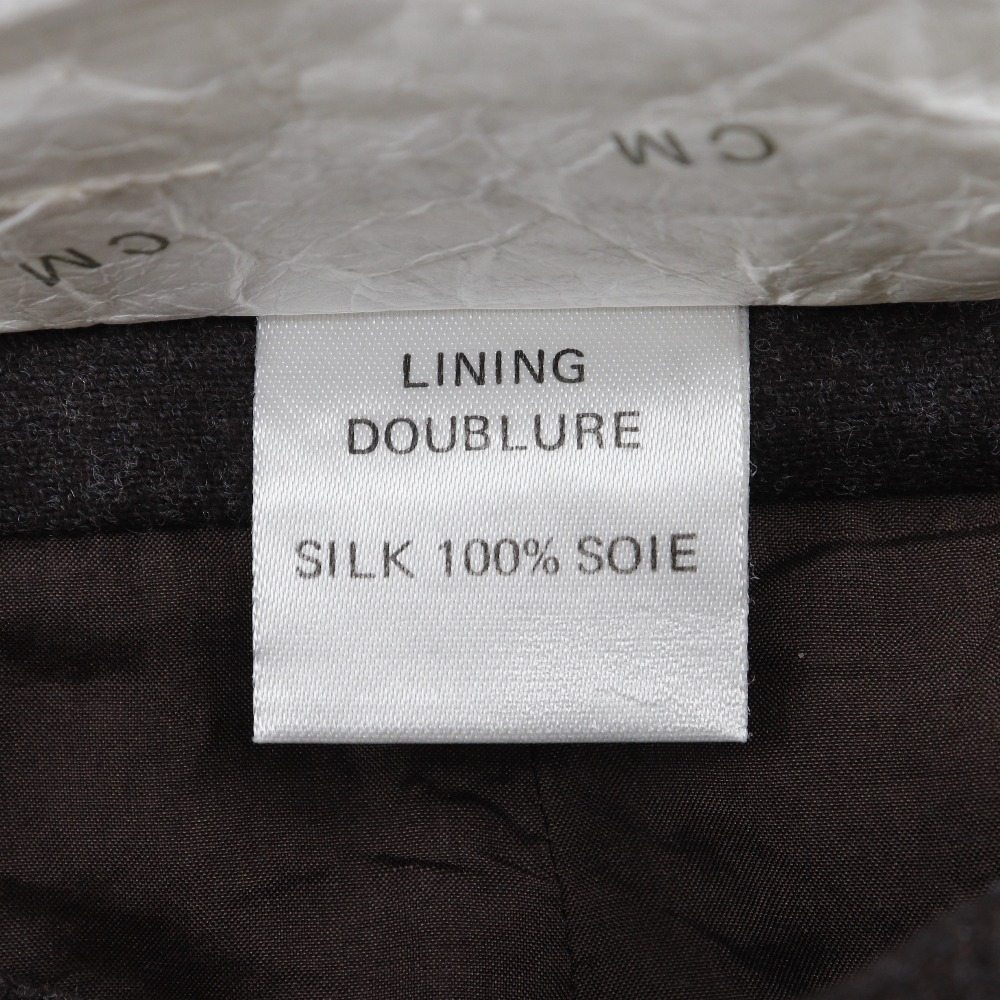 CM
CM
LINING
DOUBLURE
SILK 100% SOIE